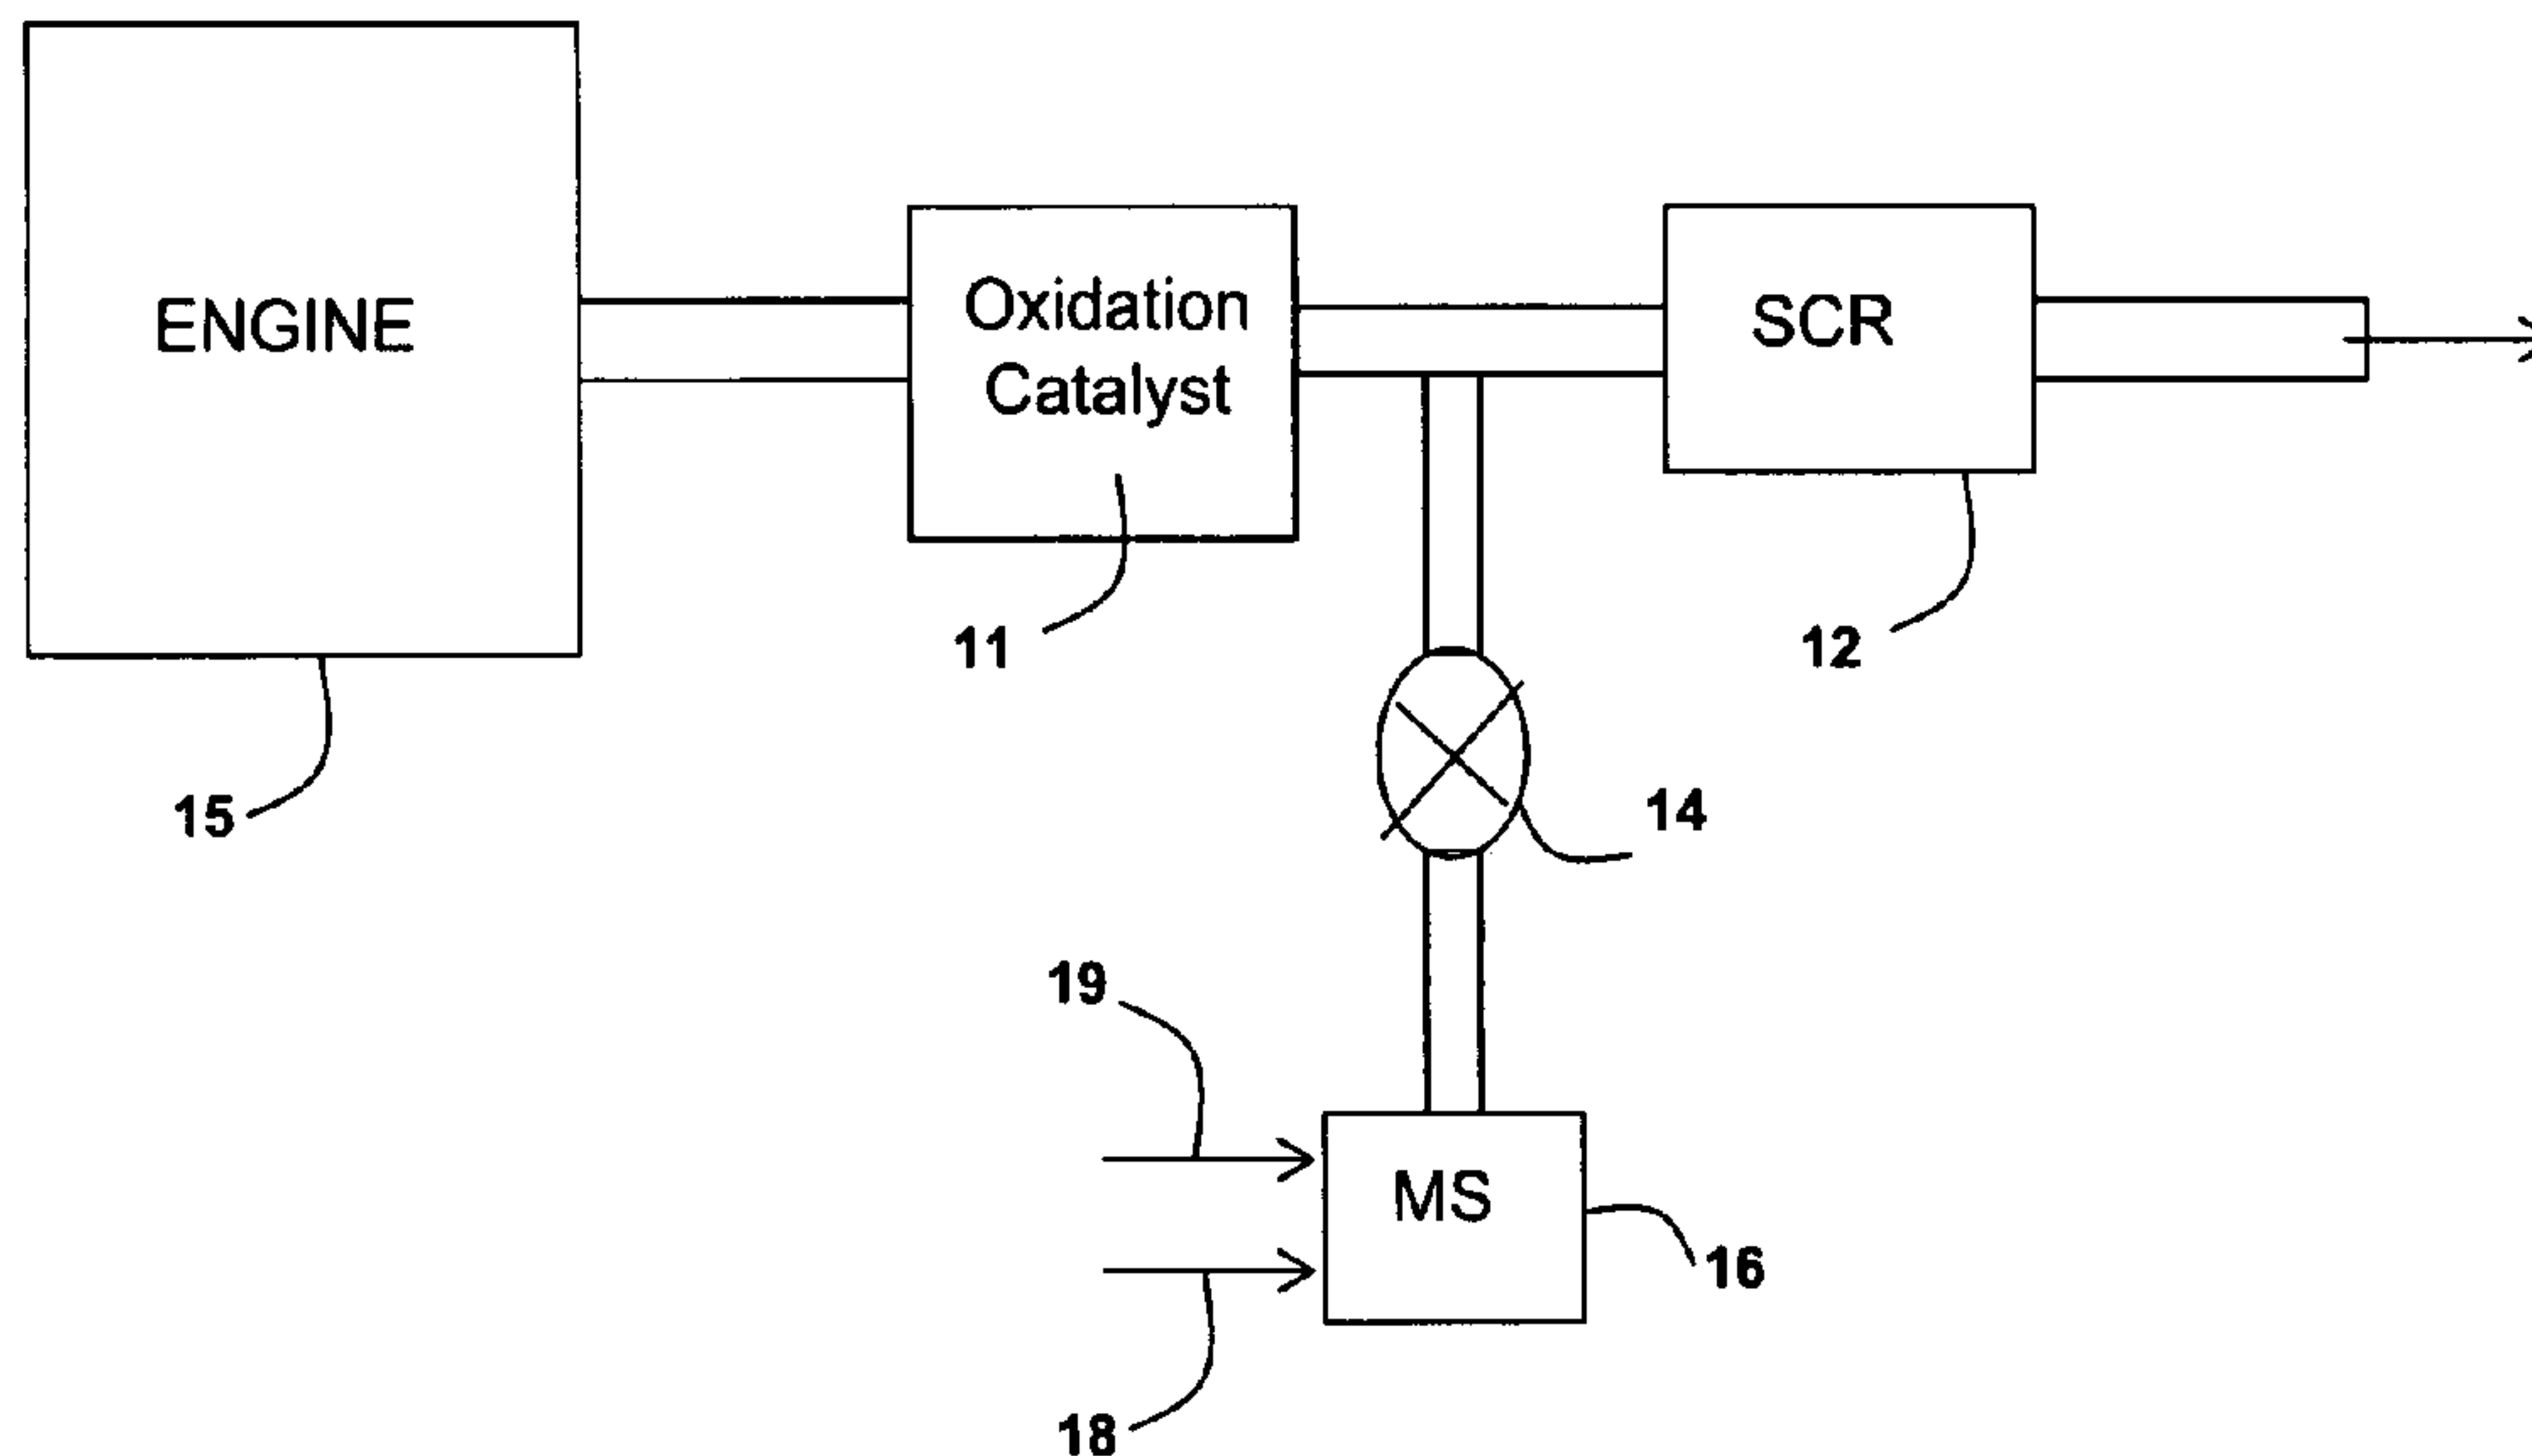 ENGINE
Oxidation
Catalyst
SCR
11
12
15
14
19
MS
16
18